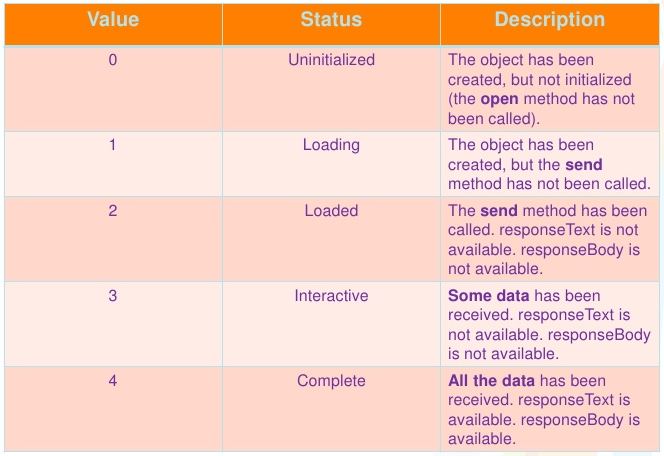 Value Status Description
0 Uninitialized The object has been
created, but not initialized
(the open method has not
been called).
1 Loading The object has been
created, but the send
method has not been called.
2 Loaded The send method has been
called. responseText is not
available. responseBody is
not available.
3 Interactive Some data has been
received. responseText is
not available. responseBody
is not available.
4 Complete All the data has been
received. responseText is
available. responseBody is
available.